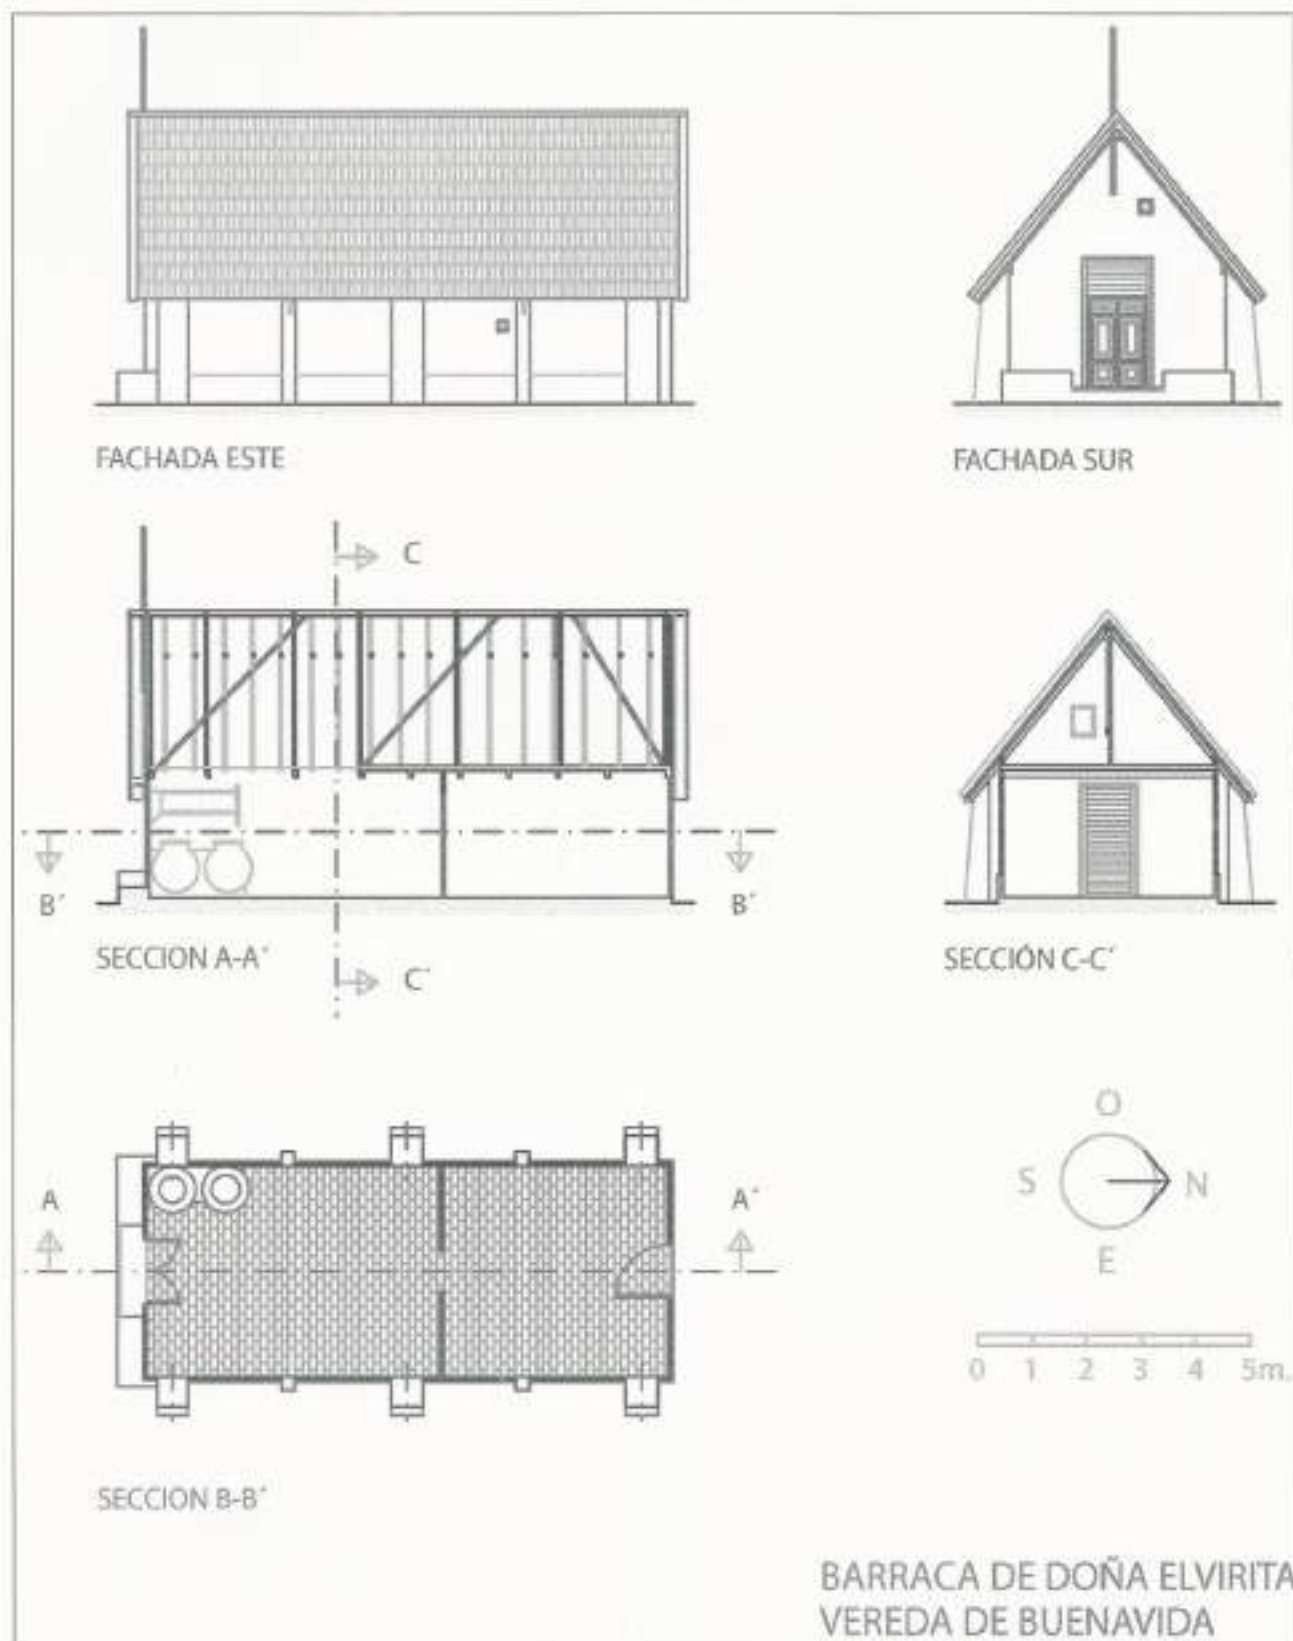 FACHADA ESTE
FACHADA SUR
C
B´ B´
SECCION A-A´
C´
SECCIÓN C-C´
O
S N
E
A A´
0 1 2 3 4 5m.
SECCION B-B´
BARRACA DE DOÑA ELVIRITA
VEREDA DE BUENAVIDA